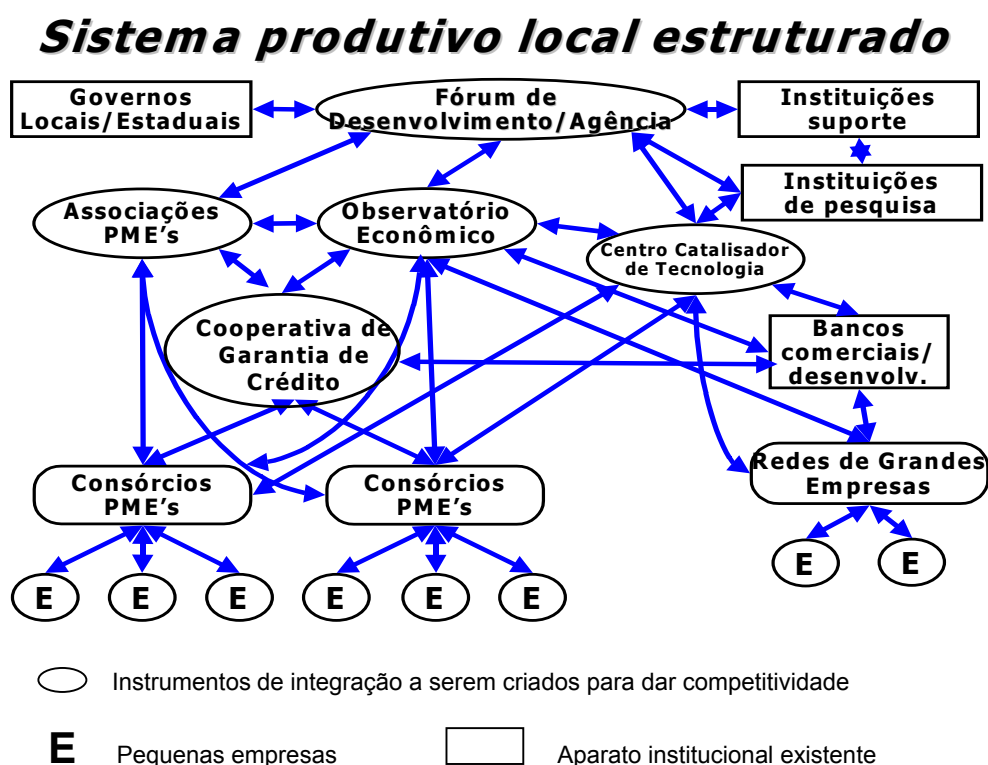 Sistema produtivo local estruturado
Governos
Locais/Estaduais
Fórum de
Desenvolvimento/Agência
Instituições
suporte
Instituições
de pesquisa
Associações
PME's
Observatório
Econômico
Centro Catalisador
de Tecnologia
Cooperativa de
Garantia de
Crédito
Bancos
comerciais/
desenvolv.
Consórcios
PME's
Consórcios
PME's
Redes de Grandes
Empresas
E
E
E
E
E
E
E
E
Instrumentos de integração a serem criados para dar competitividade
E Pequenas empresas
Aparato institucional existente